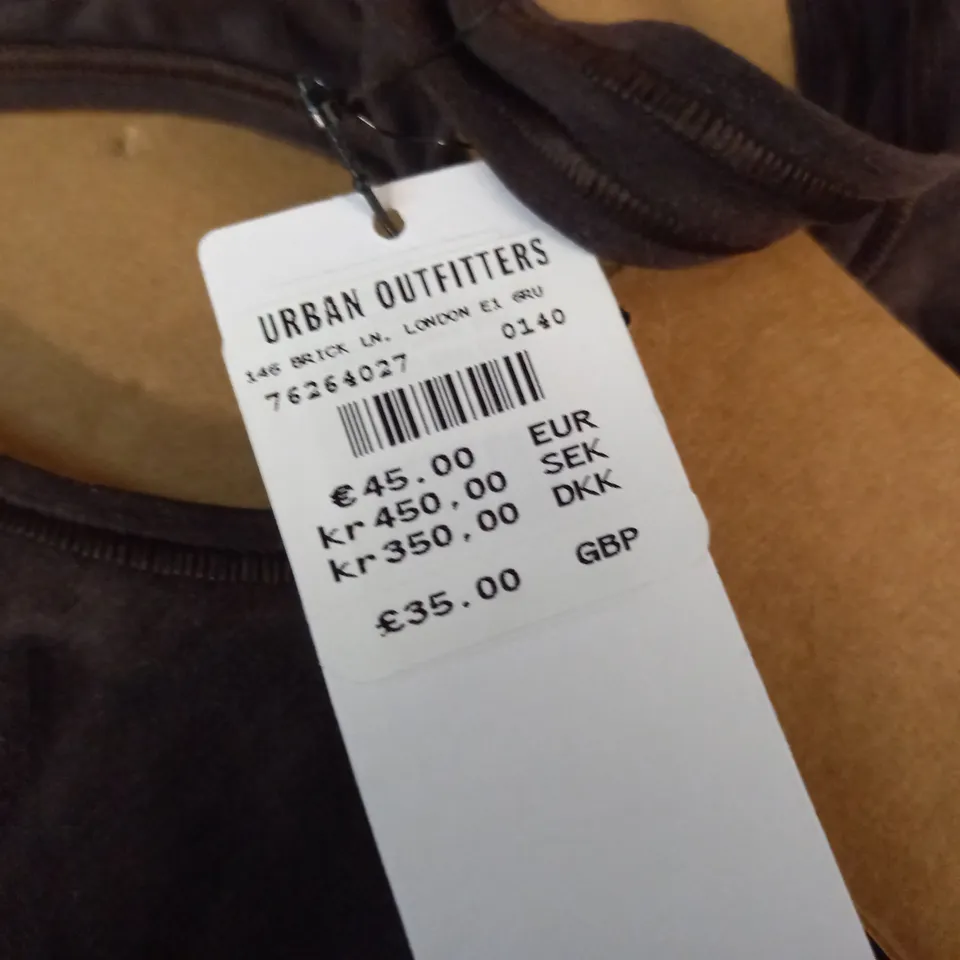 URBAN OUTFITTERS
146 BRICK LN, LONDON E1 6RU
76264027 0140
€45.00 EUR
kr450,00 SEK
kr350,00 DKK
£35.00 GBP